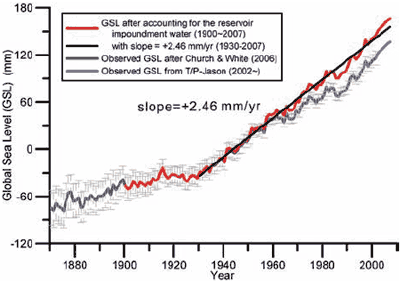 GSL after accounting for the reservoir
impoundment water (1900~2007)
with slope = +2.46 mm/yr (1930-2007)
Observed GSL after Church & White (2006)
Observed GSL from T/P-Jason (2002~)
slope=+2.46 mm/yr
Global Sea Level (GSL) (mm)
180
120
60
0
-60
-120
1880
1900
1920
1940
1960
1980
2000
Year